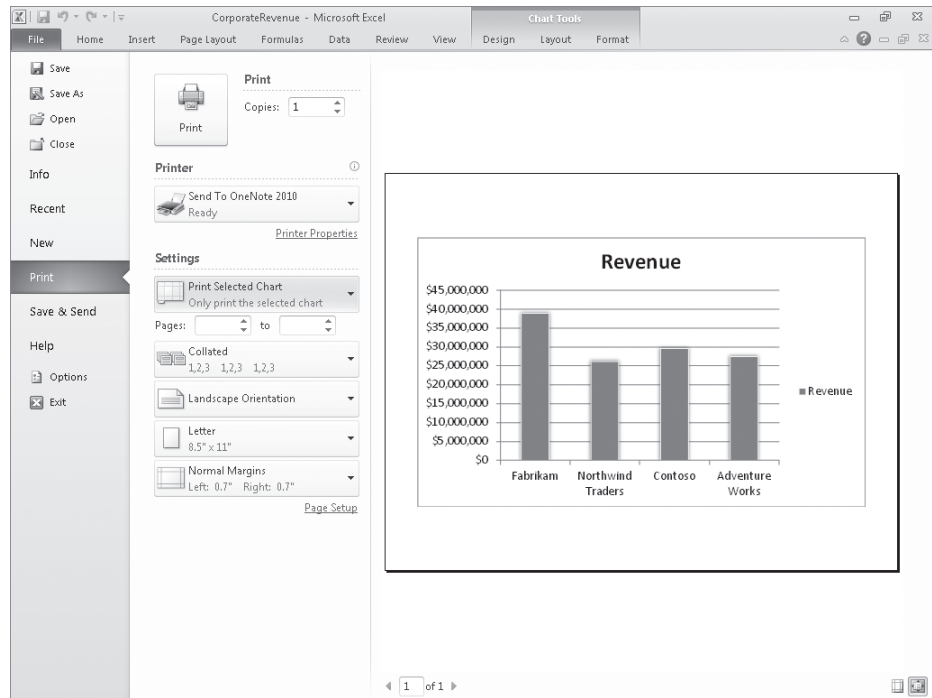 CorporateRevenue - Microsoft Excel
Chart Tools
File Home Insert Page Layout Formulas Data Review View Design Layout Format
Save
Save As
Open
Close
Info
Recent
New
Print
Save & Send
Help
Options
Exit
Print
Print
Copies: 1
Printer
Send To OneNote 2010
Ready
Printer Properties
Settings
Print Selected Chart
Only print the selected chart
Pages: to
Collated
1,2,3 1,2,3 1,2,3
Landscape Orientation
Letter
8.5" x 11"
Normal Margins
Left: 0.7" Right: 0.7"
Page Setup
Revenue
$45,000,000
$40,000,000
$35,000,000
$30,000,000
$25,000,000
$20,000,000
$15,000,000
$10,000,000
$5,000,000
$0
Fabrikam Northwind Traders Contoso Adventure Works
Revenue
1 of 1